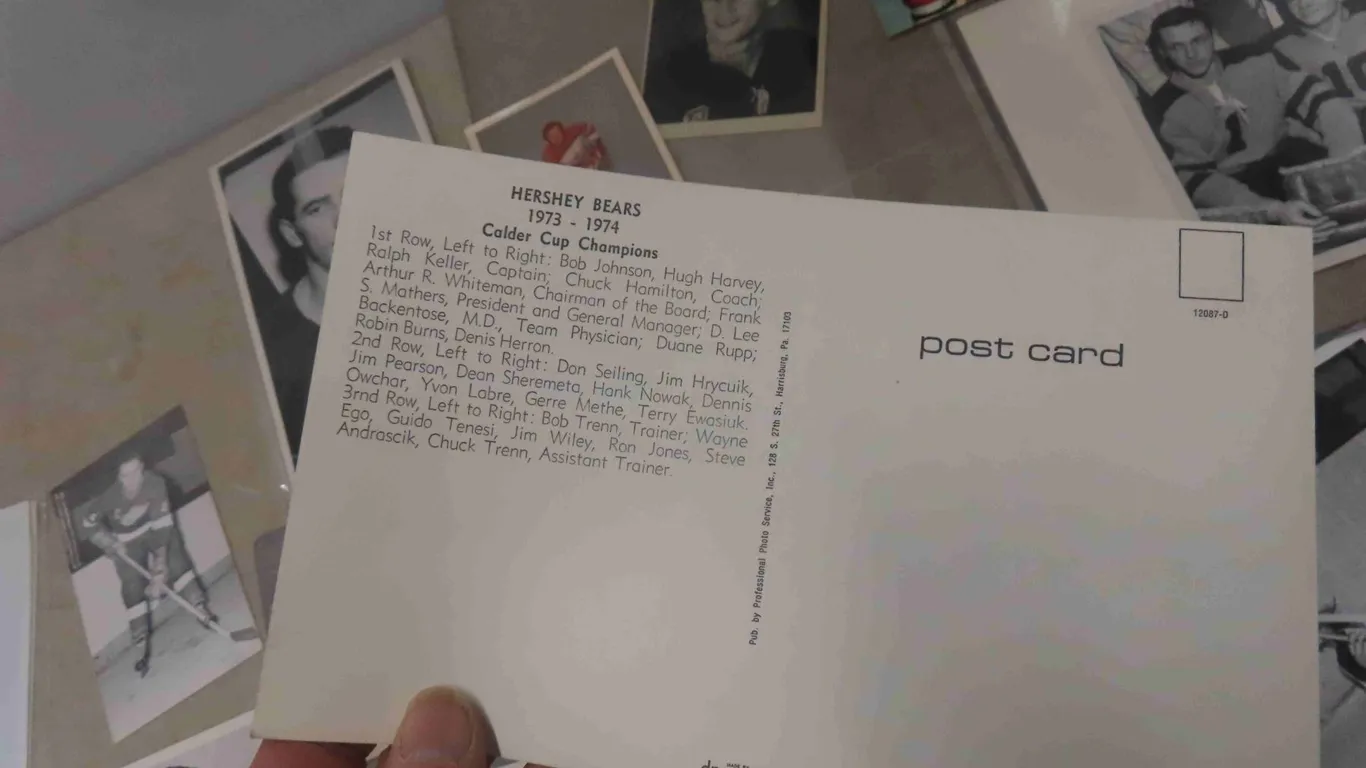 HERSHEY BEARS
1973 - 1974
Calder Cup Champions
1st Row, Left to Right: Bob Johnson, Hugh Harvey,
Ralph Keller, Captain; Chuck Hamilton, Coach;
Arthur R. Whiteman, Chairman of the Board; Frank
S. Mathers, President and General Manager; D. Lee
Backentose, M.D., Team Physician; Duane Rupp;
Robin Burns, Denis Herron.
2nd Row, Left to Right: Don Seiling, Jim Hrycuik,
Jim Pearson, Dean Sheremeta, Hank Nowak, Dennis
Owchar, Yvon Labre, Gerre Methe, Terry Ewasiuk.
3rnd Row, Left to Right: Bob Trenn, Trainer; Wayne
Ego, Guido Tenesi, Jim Wiley, Ron Jones, Steve
Andrascik, Chuck Trenn, Assistant Trainer.
Pub. by Professional Photo Service, Inc., 128 S. 27th St., Harrisburg, Pa. 17103
12087-D
post card
MADE BY